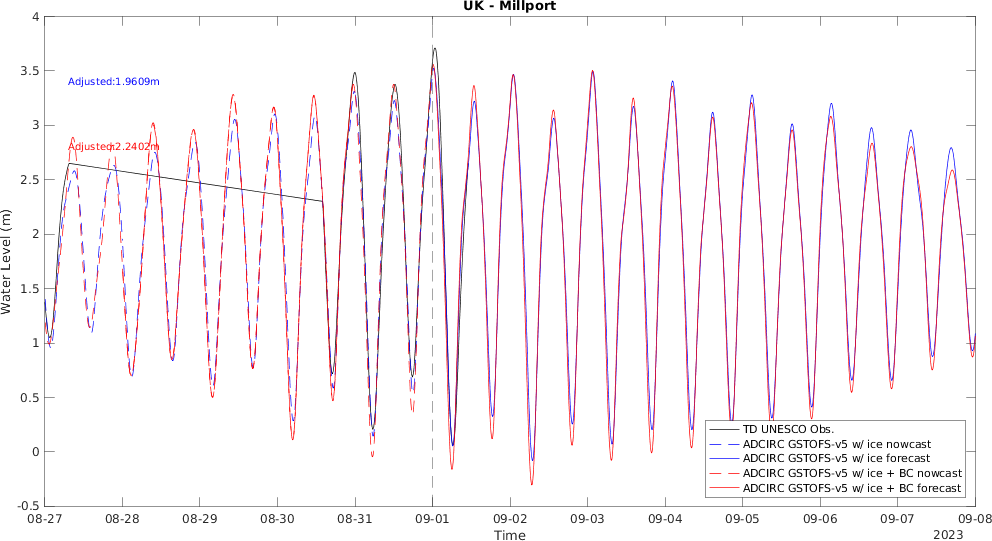 UK - Millport
4
3.5
3
2.5
2
1.5
1
0.5
0
-0.5
Water Level (m)
Adjusted:1.9609m
Adjusted:2.2402m
TD UNESCO Obs.
ADCIRC GSTOFS-v5 w/ ice nowcast
ADCIRC GSTOFS-v5 w/ ice forecast
ADCIRC GSTOFS-v5 w/ ice + BC nowcast
ADCIRC GSTOFS-v5 w/ ice + BC forecast
08-27 08-28 08-29 08-30 08-31 09-01 09-02 09-03 09-04 09-05 09-06 09-07 09-08
Time
2023